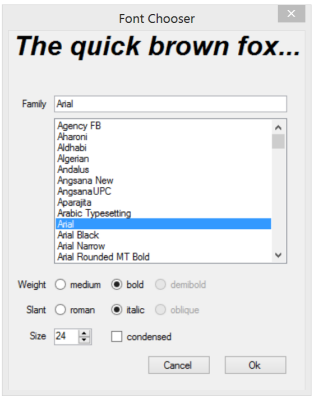 Font Chooser
The quick brown fox...
Family Arial
Agency FB
Aharoni
Aldhabi
Algerian
Andalus
Angsana New
AngsanaUPC
Aparajita
Arabic Typesetting
Arial
Arial Black
Arial Narrow
Arial Rounded MT Bold
Weight medium bold demibold
Slant roman italic oblique
Size 24 condensed
Cancel Ok